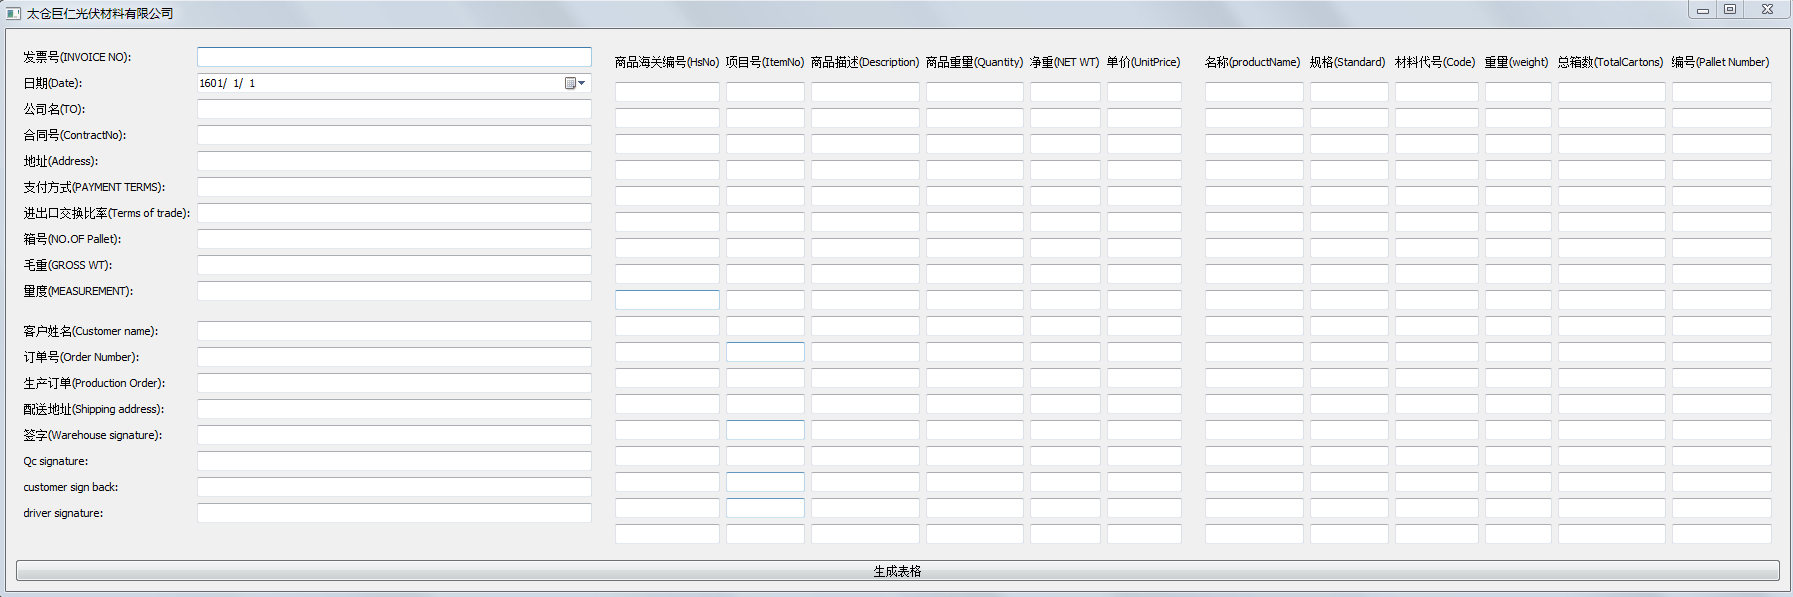 太仓巨仁光伏材料有限公司
发票号(INVOICE NO):
日期(Date): 1601/ 1/ 1
公司名(TO):
合同号(ContractNo):
地址(Address):
支付方式(PAYMENT TERMS):
进出口交换比率(Terms of trade):
箱号(NO.OF Pallet):
毛重(GROSS WT):
量度(MEASUREMENT):
客户姓名(Customer name):
订单号(Order Number):
生产订单(Production Order):
配送地址(Shipping address):
签字(Warehouse signature):
Qc signature:
customer sign back:
driver signature:
商品海关编号(HsNo) 项目号(ItemNo) 商品描述(Description) 商品重量(Quantity) 净重(NET WT) 单价(UnitPrice) 名称(productName) 规格(Standard) 材料代号(Code) 重量(weight) 总箱数(TotalCartons) 编号(Pallet Number)
生成表格